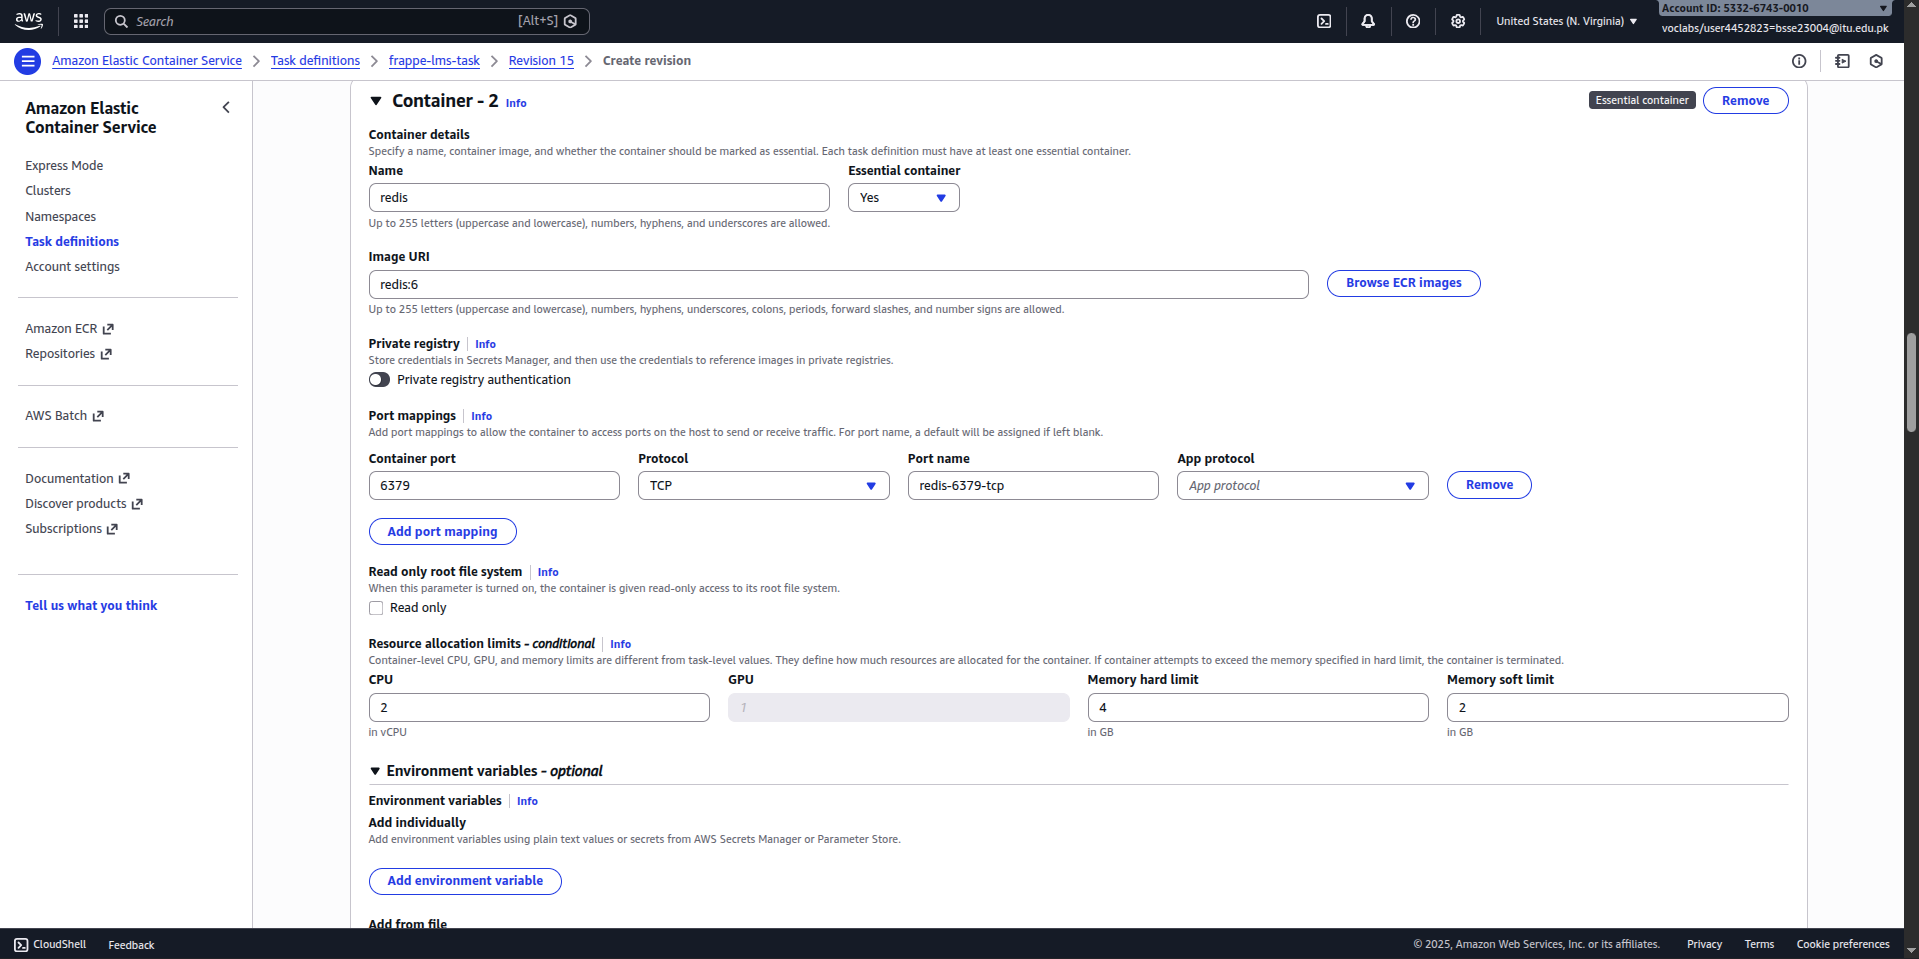 aws
Search
[Alt+S]
United States (N. Virginia)
Account ID: 5332-6743-0010
voclabs/user4452823=bsse23004@itu.edu.pk
Amazon Elastic Container Service
Task definitions
frappe-lms-task
Revision 15
Create revision
Amazon Elastic
Container Service
Express Mode
Clusters
Namespaces
Task definitions
Account settings
Amazon ECR
Repositories
AWS Batch
Documentation
Discover products
Subscriptions
Tell us what you think
Container - 2 Info
Essential container
Remove
Container details
Specify a name, container image, and whether the container should be marked as essential. Each task definition must have at least one essential container.
Name
Essential container
redis
Yes
Up to 255 letters (uppercase and lowercase), numbers, hyphens, and underscores are allowed.
Image URI
redis:6
Browse ECR images
Up to 255 letters (uppercase and lowercase), numbers, hyphens, underscores, colons, periods, forward slashes, and number signs are allowed.
Private registry Info
Store credentials in Secrets Manager, and then use the credentials to reference images in private registries.
Private registry authentication
Port mappings Info
Add port mappings to allow the container to access ports on the host to send or receive traffic. For port name, a default will be assigned if left blank.
Container port
Protocol
Port name
App protocol
6379
TCP
redis-6379-tcp
App protocol
Remove
Add port mapping
Read only root file system Info
When this parameter is turned on, the container is given read-only access to its root file system.
Read only
Resource allocation limits - conditional Info
Container-level CPU, GPU, and memory limits are different from task-level values. They define how much resources are allocated for the container. If container attempts to exceed the memory specified in hard limit, the container is terminated.
CPU
GPU
Memory hard limit
Memory soft limit
2
1
4
2
in vCPU
in GB
in GB
Environment variables - optional
Environment variables Info
Add individually
Add environment variables using plain text values or secrets from AWS Secrets Manager or Parameter Store.
Add environment variable
Add from file
CloudShell
Feedback
© 2025, Amazon Web Services, Inc. or its affiliates.
Privacy
Terms
Cookie preferences